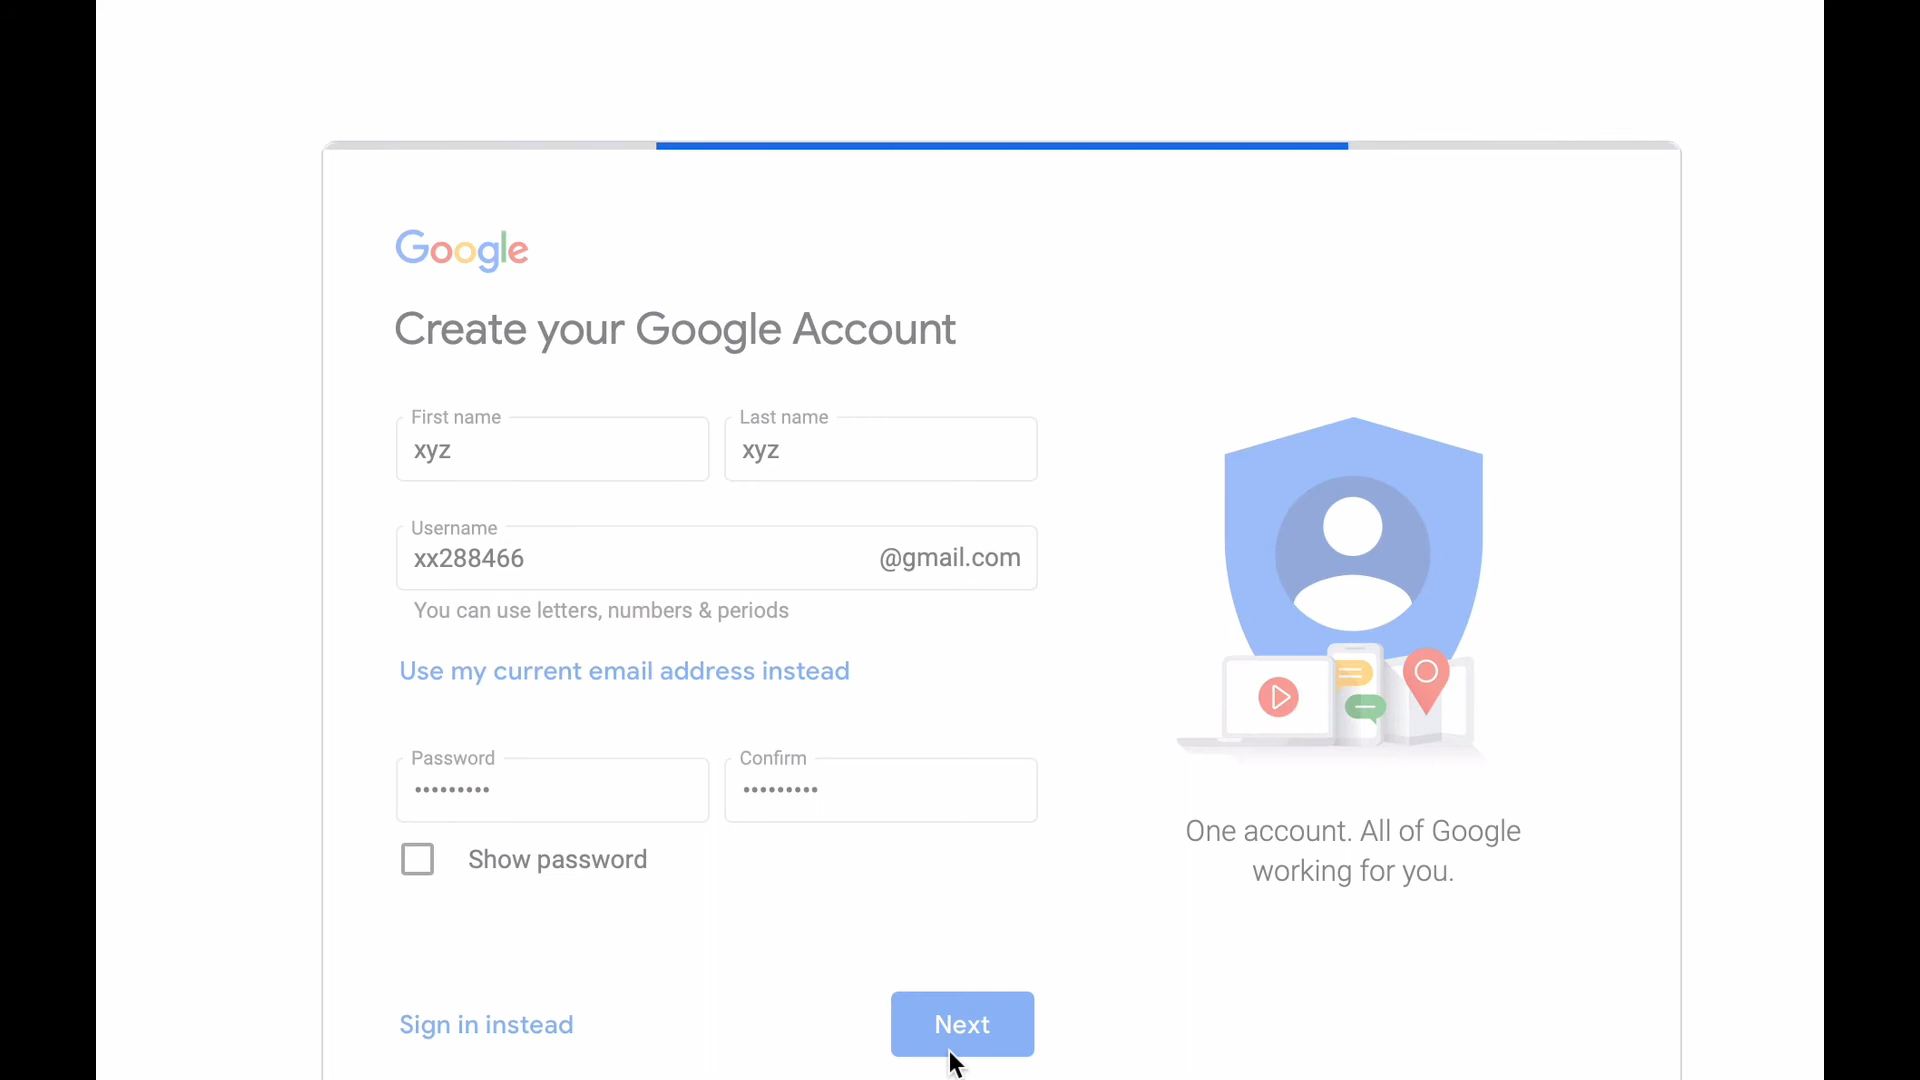 Google
Create your Google Account
First name
xyz
Last name
xyz
Username
xx288466
@gmail.com
You can use letters, numbers & periods
Use my current email address instead
Password
•••••••••
Confirm
•••••••••
Show password
Sign in instead
Next
One account. All of Google
working for you.